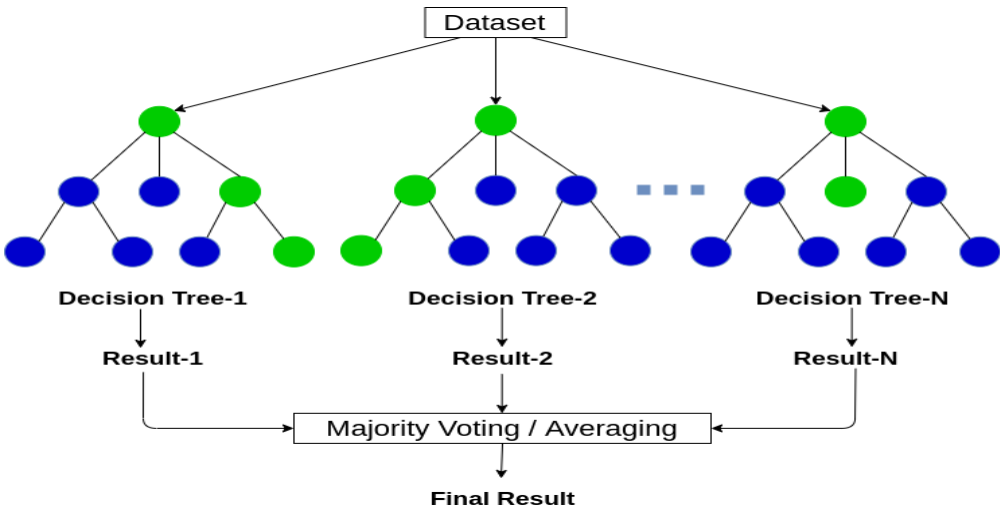 Dataset
Decision Tree-1
Decision Tree-2
Decision Tree-N
Result-1
Result-2
Result-N
Majority Voting / Averaging
Final Result